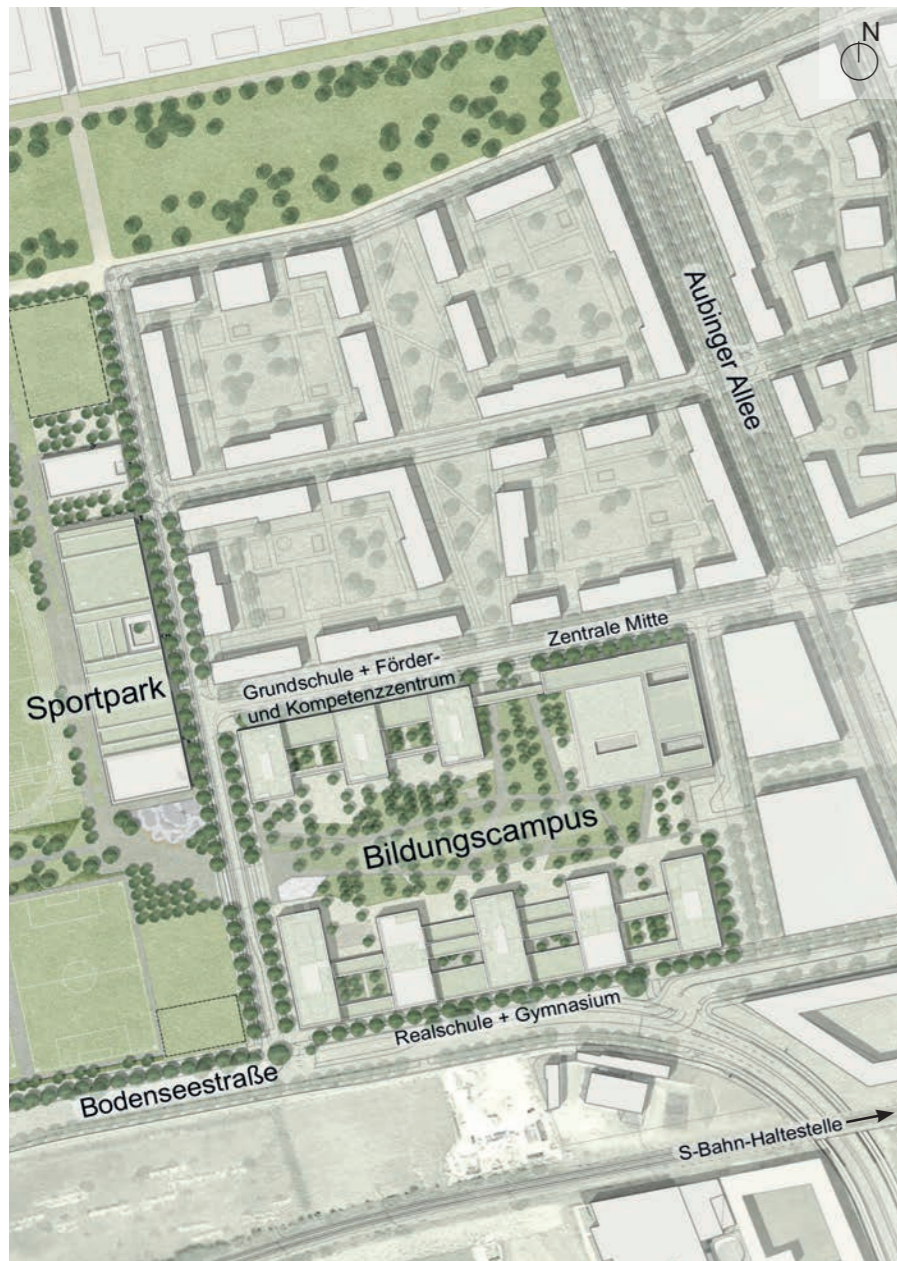 N
Aubinger Allee
Zentrale Mitte
Grundschule + Förder-
und Kompetenzzentrum
Sportpark
Bildungscampus
Realschule + Gymnasium
Bodenseestraße
S-Bahn-Haltestelle